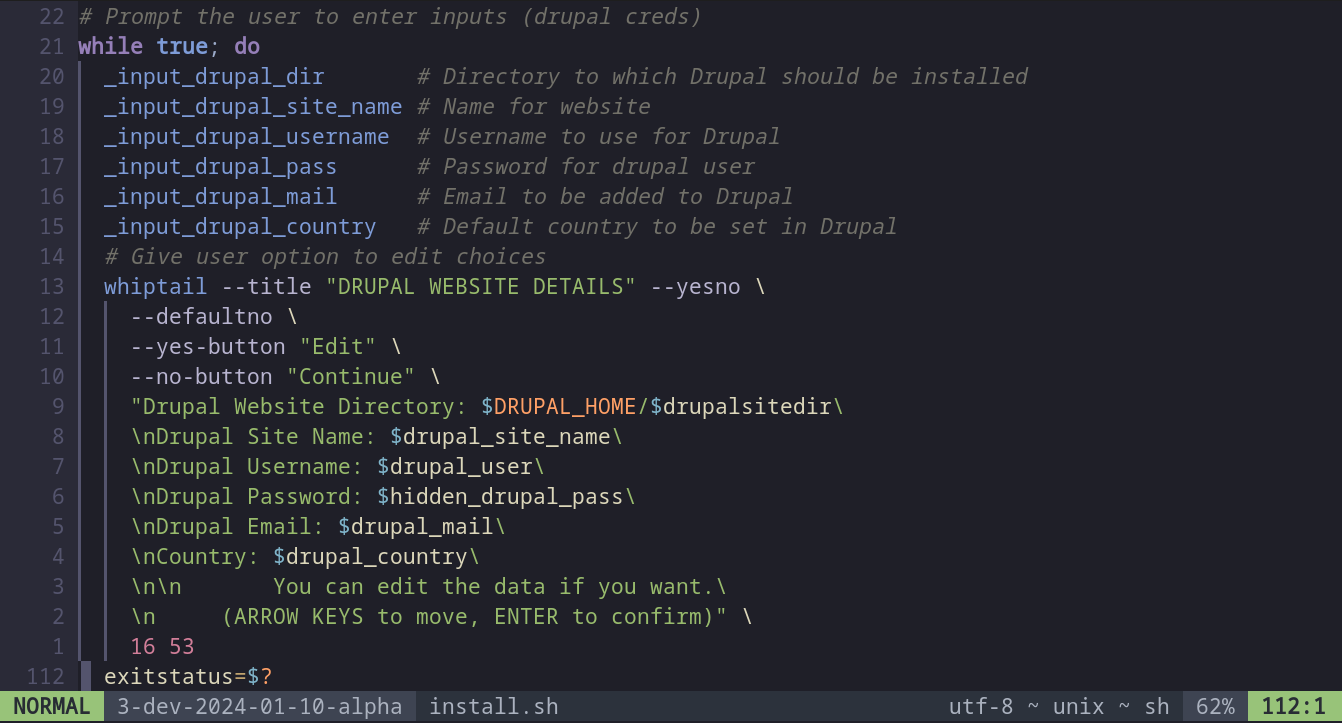 22 # Prompt the user to enter inputs (drupal creds)
21 while true; do
20   _input_drupal_dir       # Directory to which Drupal should be installed
19   _input_drupal_site_name # Name for website
18   _input_drupal_username  # Username to use for Drupal
17   _input_drupal_pass      # Password for drupal user
16   _input_drupal_mail      # Email to be added to Drupal
15   _input_drupal_country   # Default country to be set in Drupal
14   # Give user option to edit choices
13   whiptail --title "DRUPAL WEBSITE DETAILS" --yesno \
12     --defaultno \
11     --yes-button "Edit" \
10     --no-button "Continue" \
9     "Drupal Website Directory: $DRUPAL_HOME/$drupalsitedir\
8     \nDrupal Site Name: $drupal_site_name\
7     \nDrupal Username: $drupal_user\
6     \nDrupal Password: $hidden_drupal_pass\
5     \nDrupal Email: $drupal_mail\
4     \nCountry: $drupal_country\
3     \n\n       You can edit the data if you want.\
2     \n     (ARROW KEYS to move, ENTER to confirm)" \
1     16 53
112   exitstatus=$?
NORMAL 3-dev-2024-01-10-alpha install.sh utf-8 ~ unix ~ sh 62% 112:1